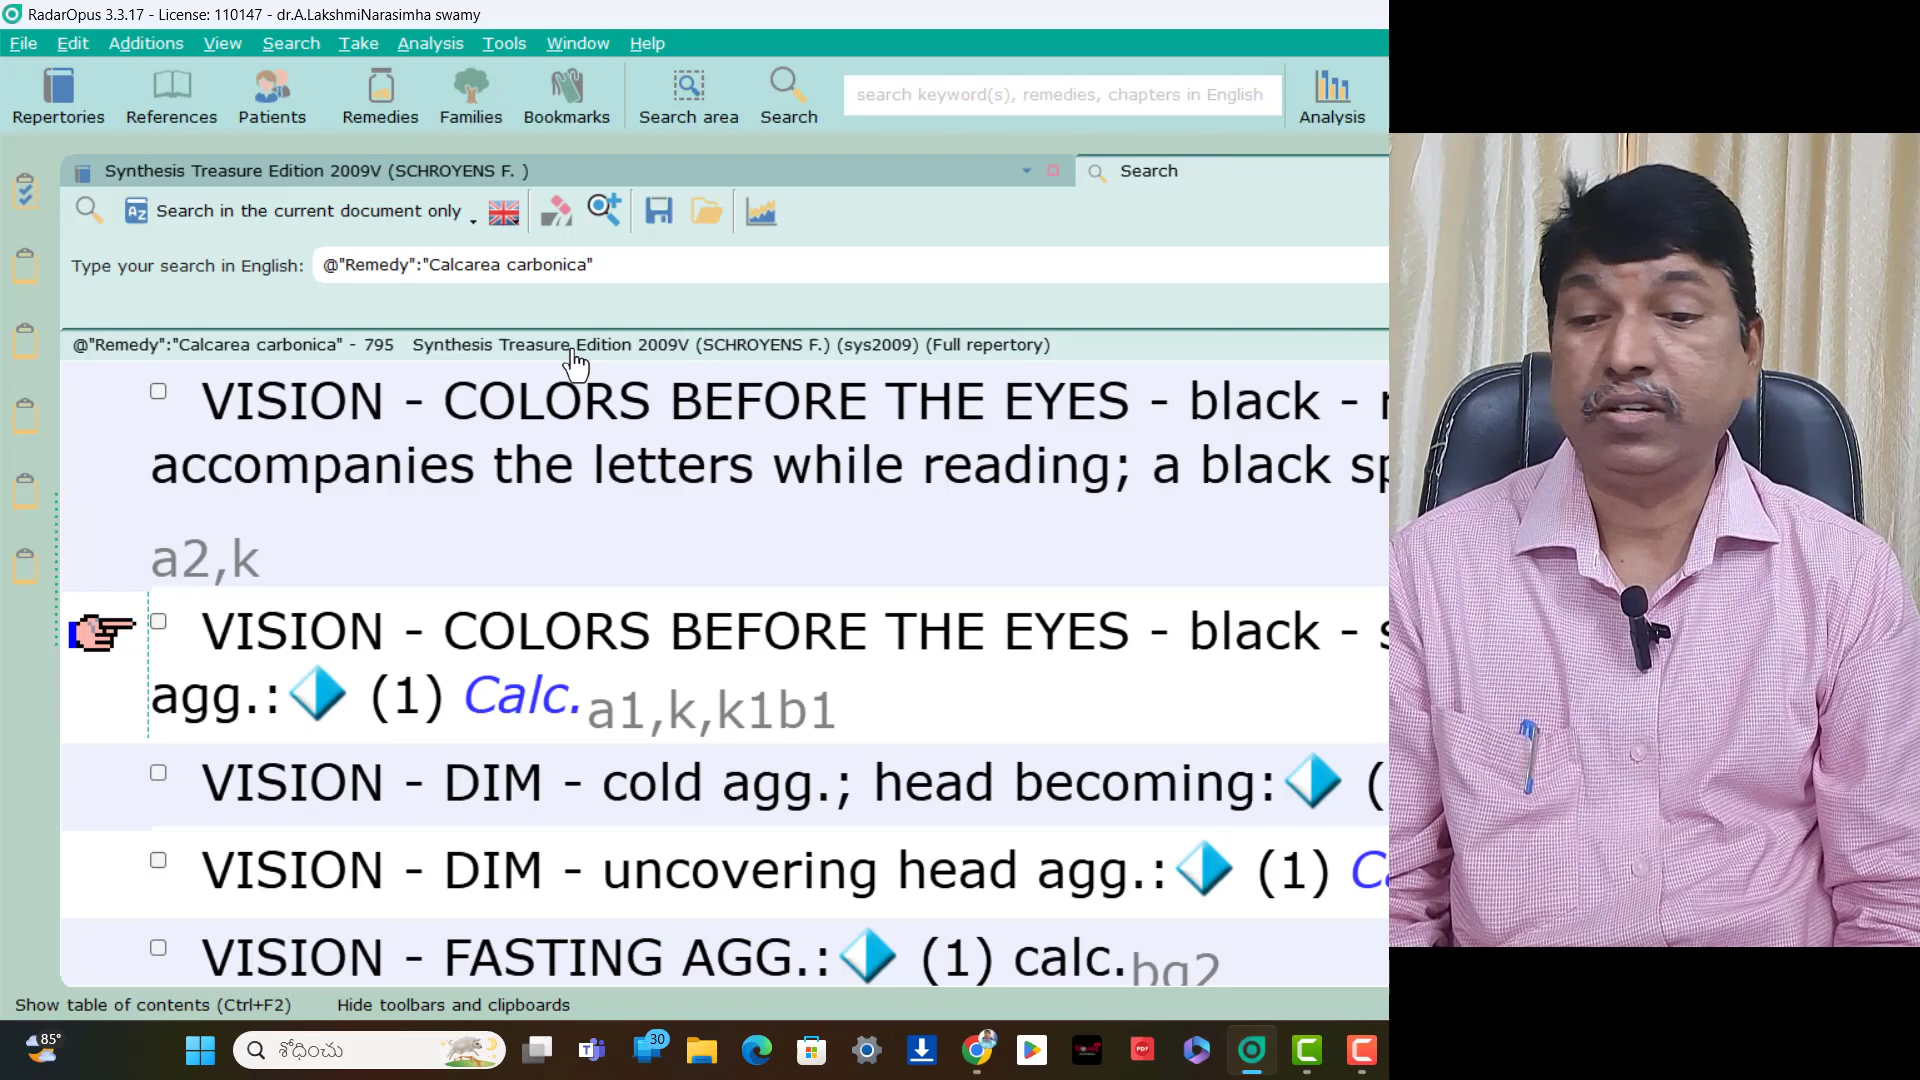 RadarOpus 3.3.17 - License: 110147 - dr.A.LakshmiNarasimha swamy
File Edit Additions View Search Take Analysis Tools Window Help
Repertories References Patients Remedies Families Bookmarks Search area Search search keyword(s), remedies, chapters in English Analysis
Synthesis Treasure Edition 2009V (SCHROYENS F. ) Search
Search in the current document only
Type your search in English: @"Remedy":"Calcarea carbonica"
@"Remedy":"Calcarea carbonica" - 795 Synthesis Treasure Edition 2009V (SCHROYENS F.) (sys2009) (Full repertory)
VISION - COLORS BEFORE THE EYES - black -
accompanies the letters while reading; a black
a2,k
VISION - COLORS BEFORE THE EYES - black -
agg.: (1) Calc. a1,k,k1b1
VISION - DIM - cold agg.; head becoming: (
VISION - DIM - uncovering head agg.: (1)
VISION - FASTING AGG.: (1) calc. bg2
Show table of contents (Ctrl+F2) Hide toolbars and clipboards
85° శోధించు 30 PDF